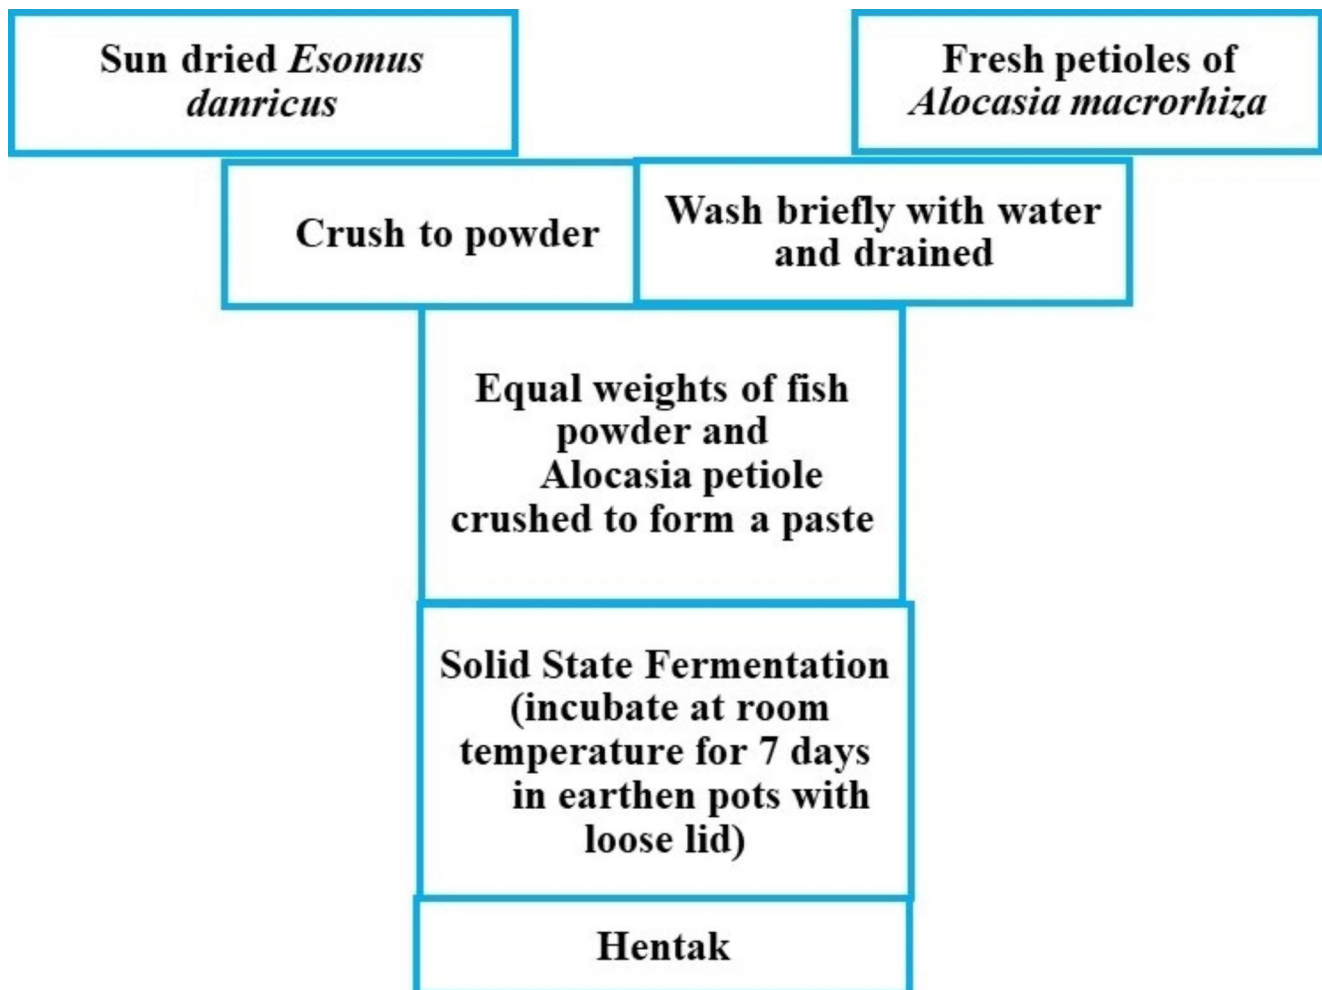 Sun dried Esomus
danricus
Fresh petioles of
Alocasia macrorhiza
Crush to powder
Wash briefly with water
and drained
Equal weights of fish
powder and
Alocasia petiole
crushed to form a paste
Solid State Fermentation
(incubate at room
temperature for 7 days
in earthen pots with
loose lid)
Hentak